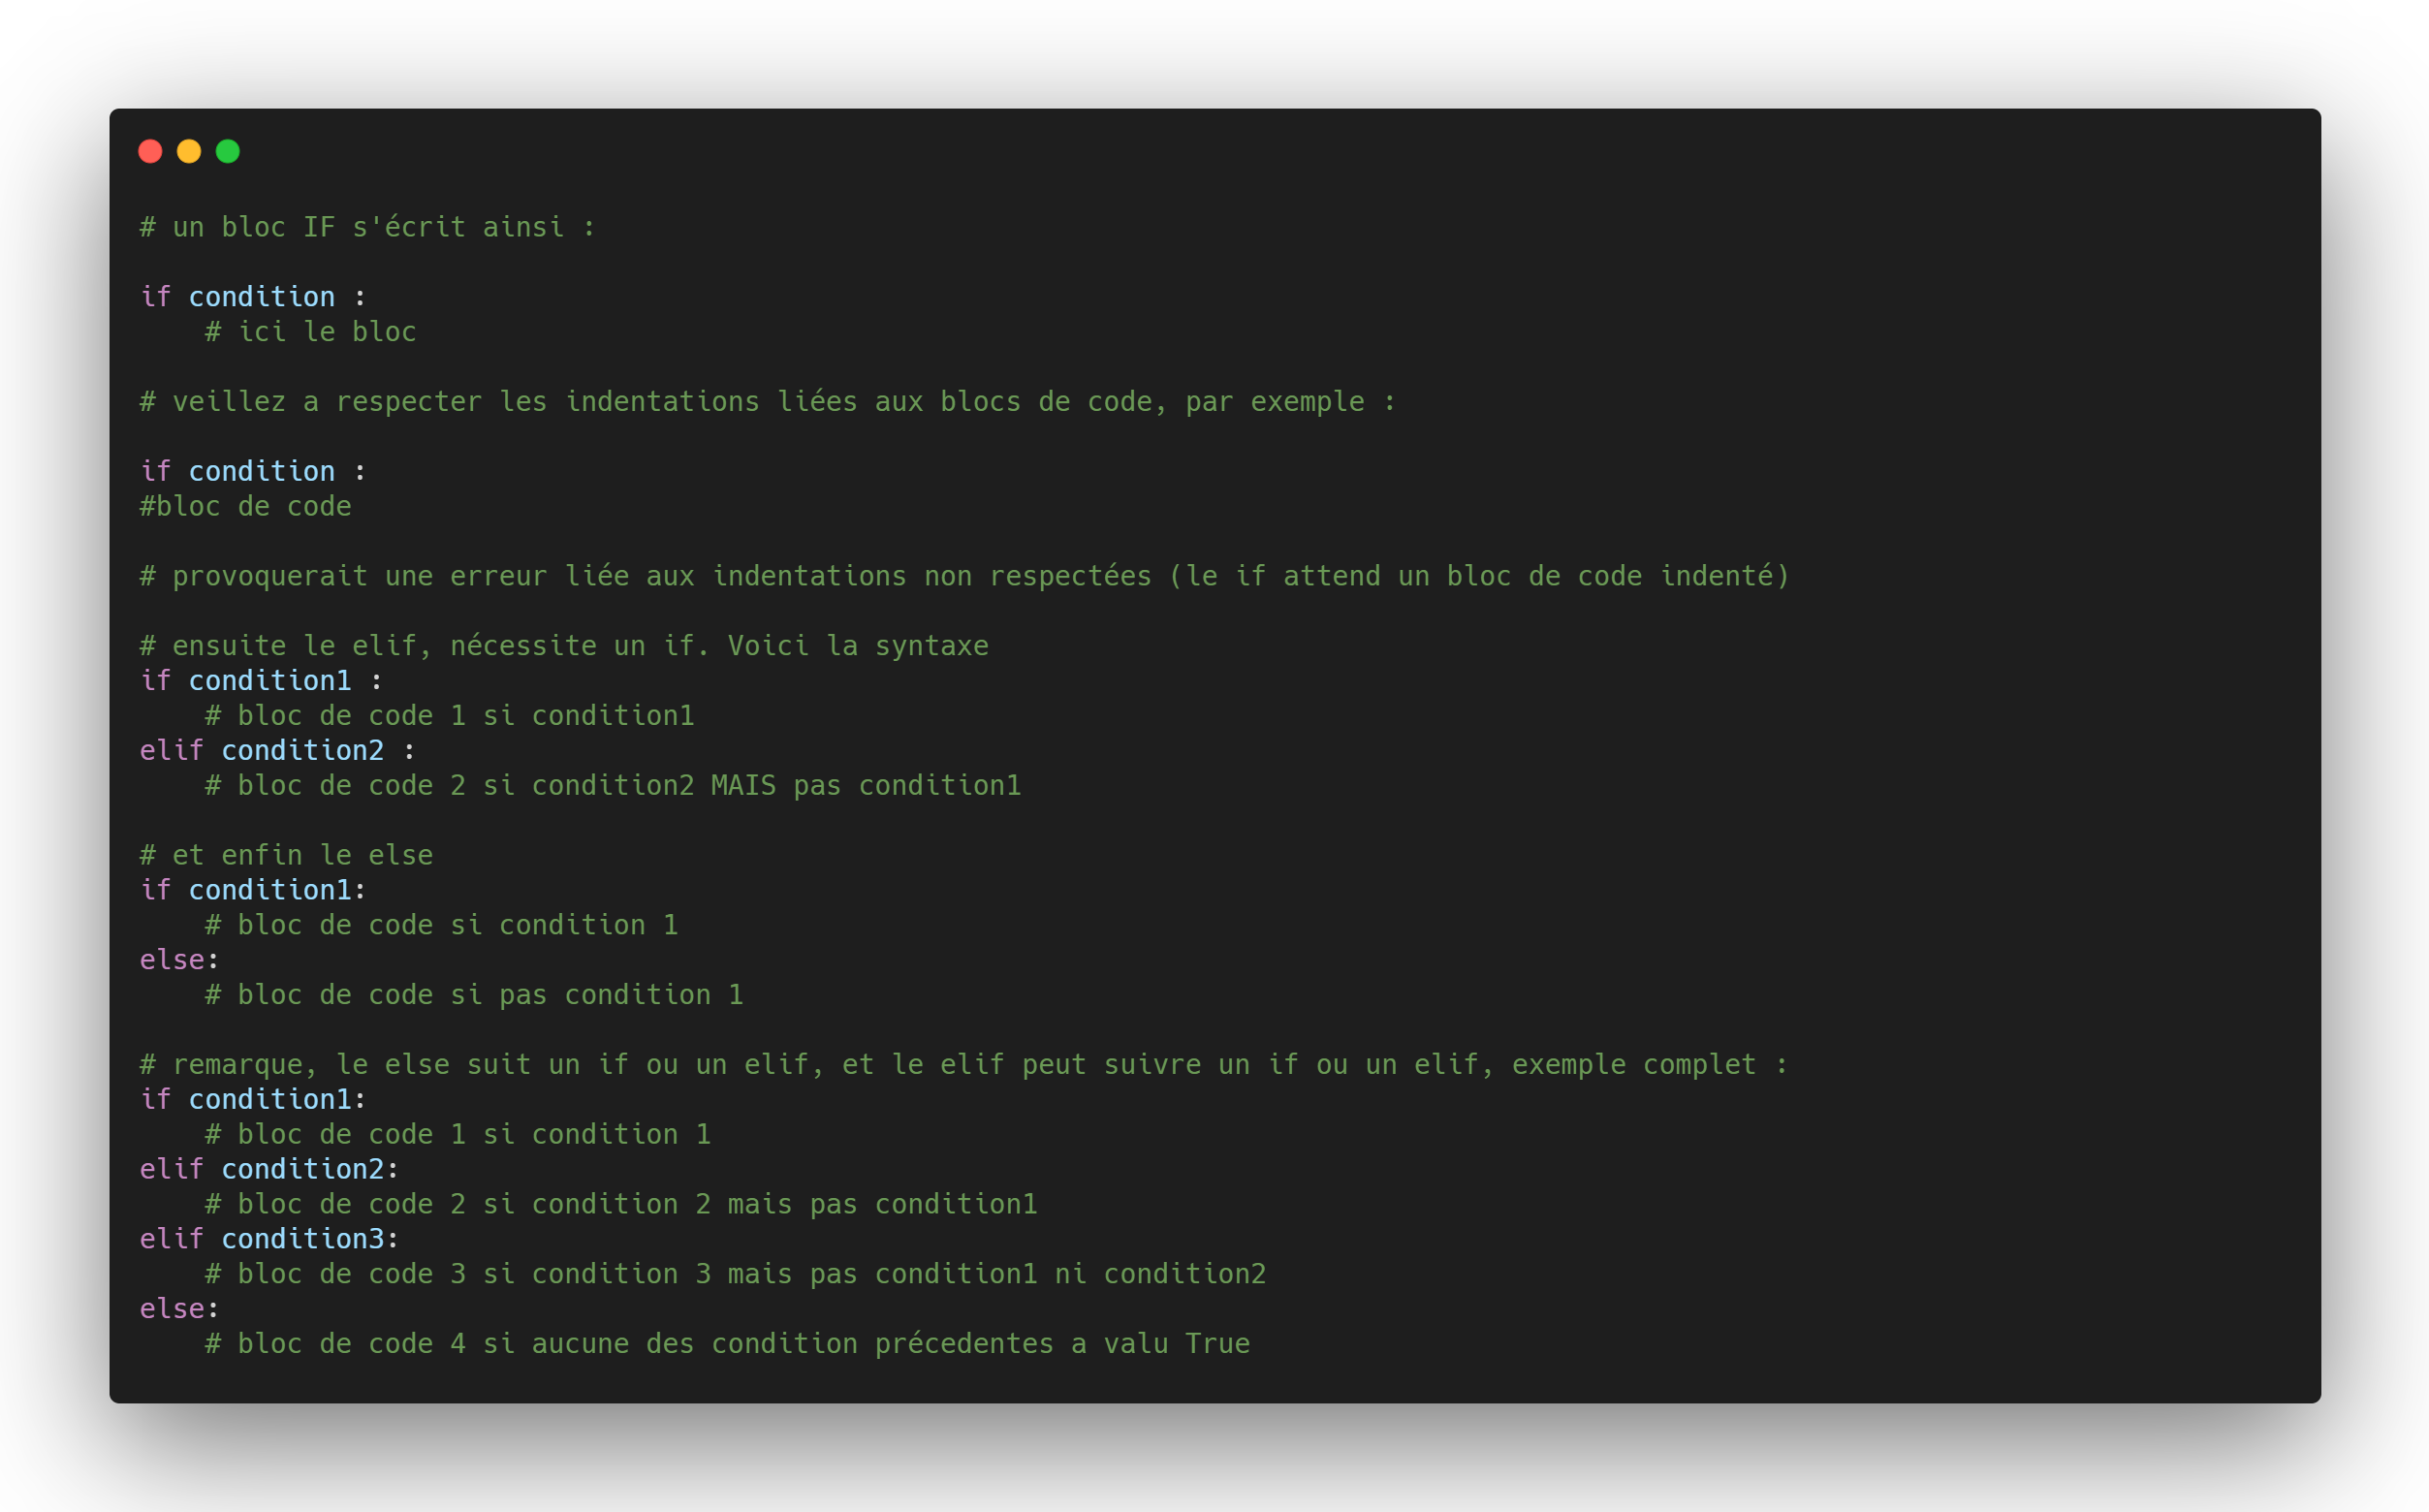 # un bloc IF s'écrit ainsi :
if condition :
    # ici le bloc
# veillez a respecter les indentations liées aux blocs de code, par exemple :
if condition :
#bloc de code
# provoquerait une erreur liée aux indentations non respectées (le if attend un bloc de code indenté)
# ensuite le elif, nécessite un if. Voici la syntaxe
if condition1 :
    # bloc de code 1 si condition1
elif condition2 :
    # bloc de code 2 si condition2 MAIS pas condition1
# et enfin le else
if condition1:
    # bloc de code si condition 1
else:
    # bloc de code si pas condition 1
# remarque, le else suit un if ou un elif, et le elif peut suivre un if ou un elif, exemple complet :
if condition1:
    # bloc de code 1 si condition 1
elif condition2:
    # bloc de code 2 si condition 2 mais pas condition1
elif condition3:
    # bloc de code 3 si condition 3 mais pas condition1 ni condition2
else:
    # bloc de code 4 si aucune des condition précedentes a valu True